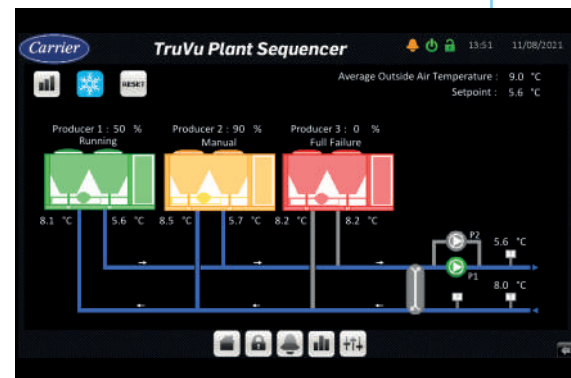 Carrier
TruVu Plant Sequencer
13:51
11/08/2021
RESET
Average Outside Air Temperature : 9.0 °C
Setpoint : 5.6 °C
Producer 1 : 50 %
Running
Producer 2 : 90 %
Manual
Producer 3 : 0 %
Full Failure
8.1 °C
5.6 °C
8.5 °C
5.7 °C
8.2 °C
8.2 °C
P2
5.6 °C
P1
8.0 °C